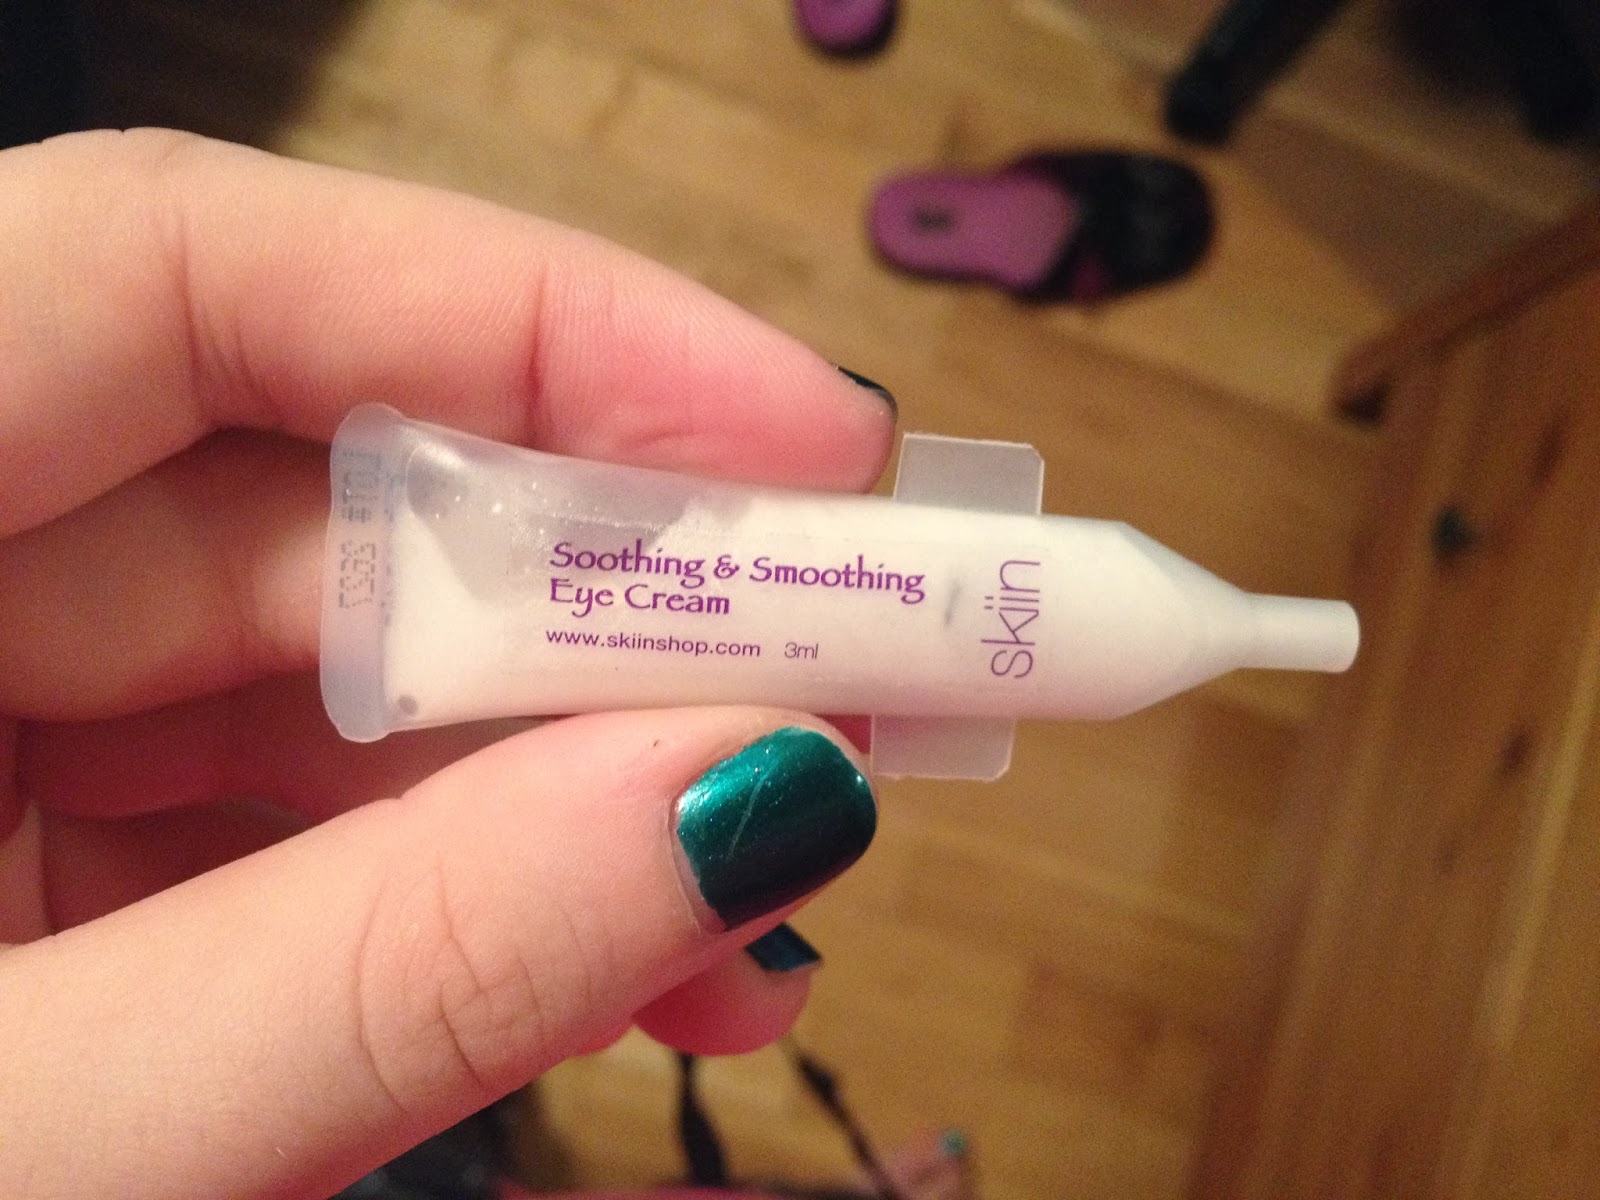 Soothing & Smoothing
Eye Cream
www.skiinshop.com 3ml
skiin